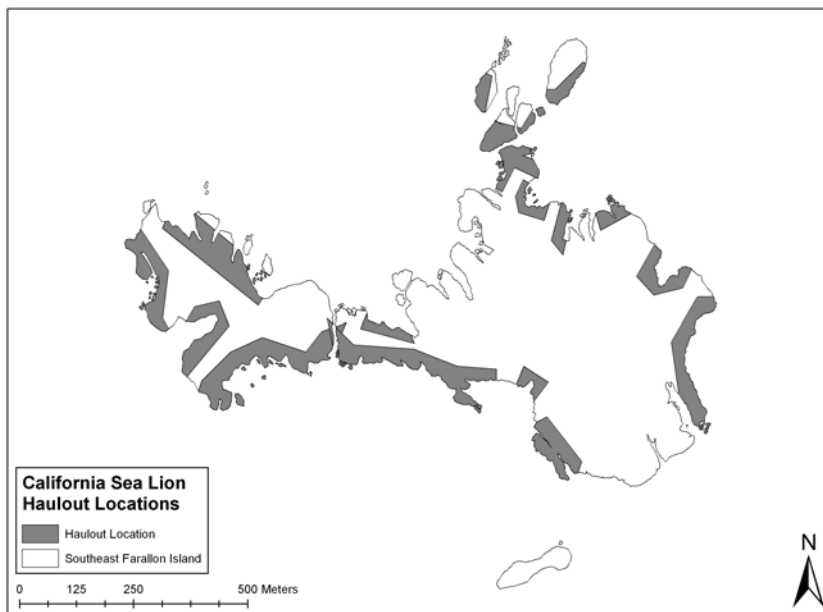 N
California Sea Lion
Haulout Locations
Haulout Location
Southeast Farallon Island
0 125 250 500 Meters